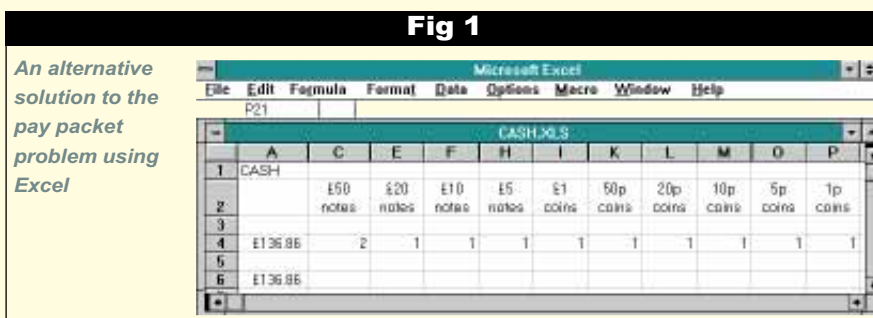 Fig 1
An alternative
solution to the
pay packet
problem using
Excel
Microsoft Excel
File Edit Formula Format Data Options Macro Window Help
P21
CASH.XLS
A C E F H I K L M O P
1 CASH
£50 £20 £10 £5 £1 50p 20p 10p 5p 1p
2 notes notes notes notes coins coins coins coins coins coins
3
4 £136.86 2 1 1 1 1 1 1 1 1 1
5
6 £136.86